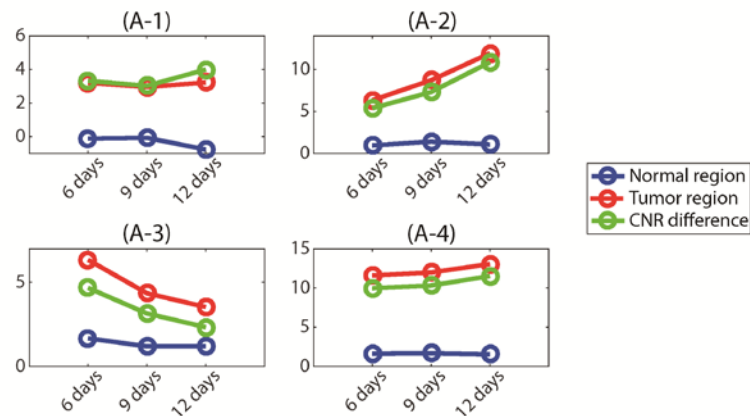 (A-1)
6
4
2
0
6 days
9 days
12 days
(A-2)
10
5
0
6 days
9 days
12 days
Normal region
Tumor region
CNR difference
(A-3)
5
0
6 days
9 days
12 days
(A-4)
15
10
5
0
6 days
9 days
12 days